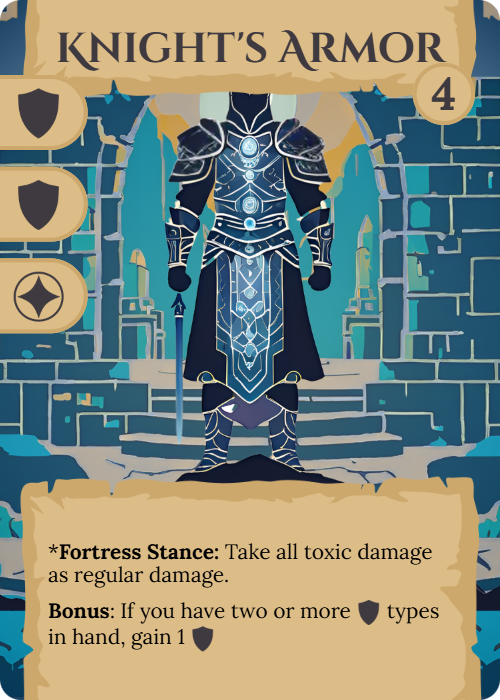 Knight's Armor
4
*Fortress Stance: Take all toxic damage
as regular damage.
Bonus: If you have two or more types
in hand, gain 1